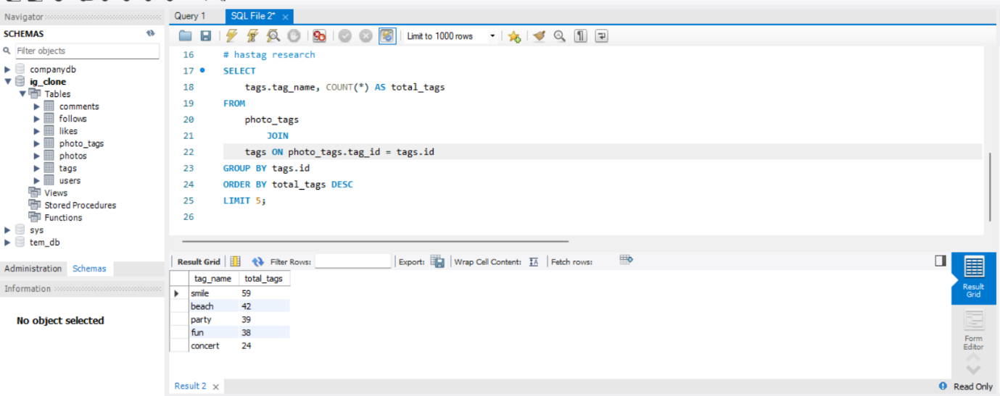 Navigator
SCHEMAS
Filter objects
companydb
ig_clone
Tables
comments
follows
likes
photo_tags
photos
tags
users
Views
Stored Procedures
Functions
sys
tem_db
Administration Schemas
Information
No object selected
Query 1 SQL File 2* ×
Limit to 1000 rows
16 # hastag research
17 SELECT
18 tags.tag_name, COUNT(*) AS total_tags
19 FROM
20 photo_tags
21 JOIN
22 tags ON photo_tags.tag_id = tags.id
23 GROUP BY tags.id
24 ORDER BY total_tags DESC
25 LIMIT 5;
26
Result Grid Filter Rows: Export: Wrap Cell Content: IA Fetch rows:
tag_name total_tags
smile 59
beach 42
party 39
fun 38
concert 24
Result
Grid
Form
Editor
Result 2 ×
Read Only